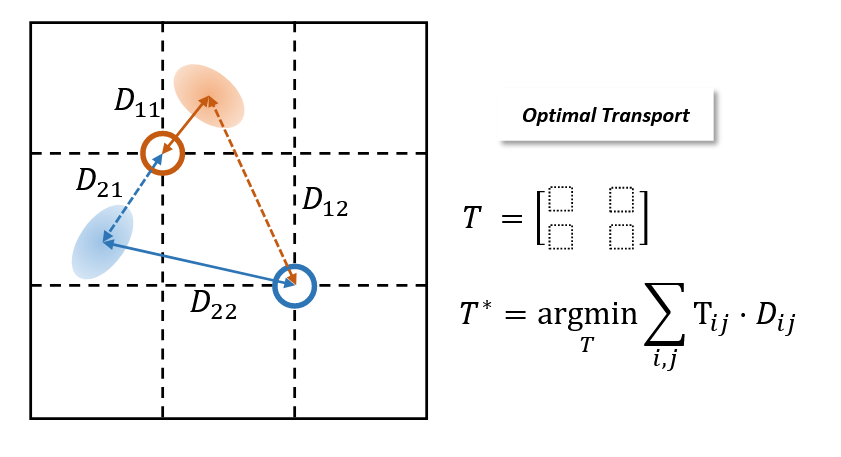 D₁₁
D₂₁
D₁₂
D₂₂
Optimal Transport
T = [⬚ ⬚
⬚ ⬚]
T* = argmin ∑ Tᵢⱼ · Dᵢⱼ
T i,j